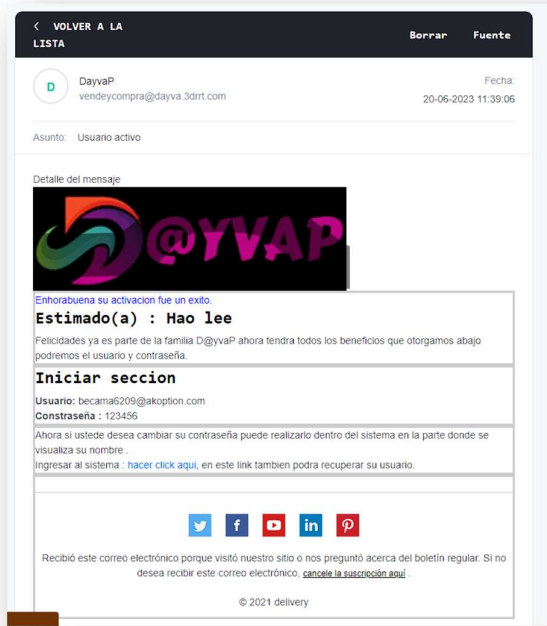 VOLVER A LA
LISTA
Borrar Fuente
D
DayvaP
vendeycompra@dayva.3drrt.com
Fecha:
20-06-2023 11:39:06
Asunto: Usuario activo
Detalle del mensaje
D@YVAP
Enhorabuena su activacion fue un exito.
Estimado(a) : Hao lee
Felicidades ya es parte de la familia D@yvaP ahora tendra todos los beneficios que otorgamos abajo
podremos el usuario y contraseña.
Iniciar seccion
Usuario: becama6209@akoption.com
Constraseña : 123456
Ahora si ustede desea cambiar su contraseña puede realizarlo dentro del sistema en la parte donde se
visualiza su nombre .
Ingresar al sistema : hacer click aqui, en este link tambien podra recuperar su usuario.
Recibió este correo electrónico porque visitó nuestro sitio o nos preguntó acerca del boletín regular. Si no
desea recibir este correo electrónico, cancele la suscripción aquí .
© 2021 delivery